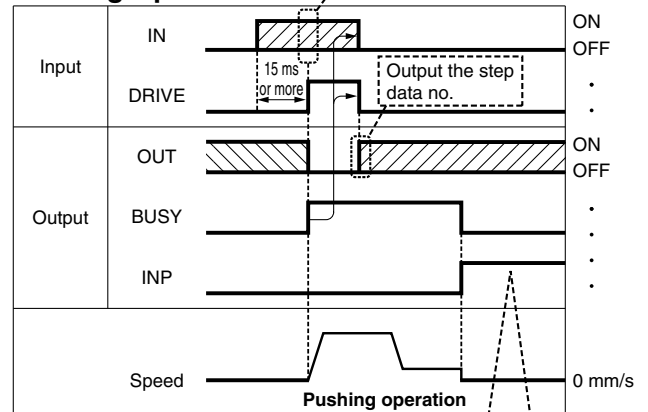 IN
ON
OFF
Input
15 ms
or more
Output the step
data no.
DRIVE
OUT
ON
OFF
Output
BUSY
INP
Speed
0 mm/s
Pushing operation